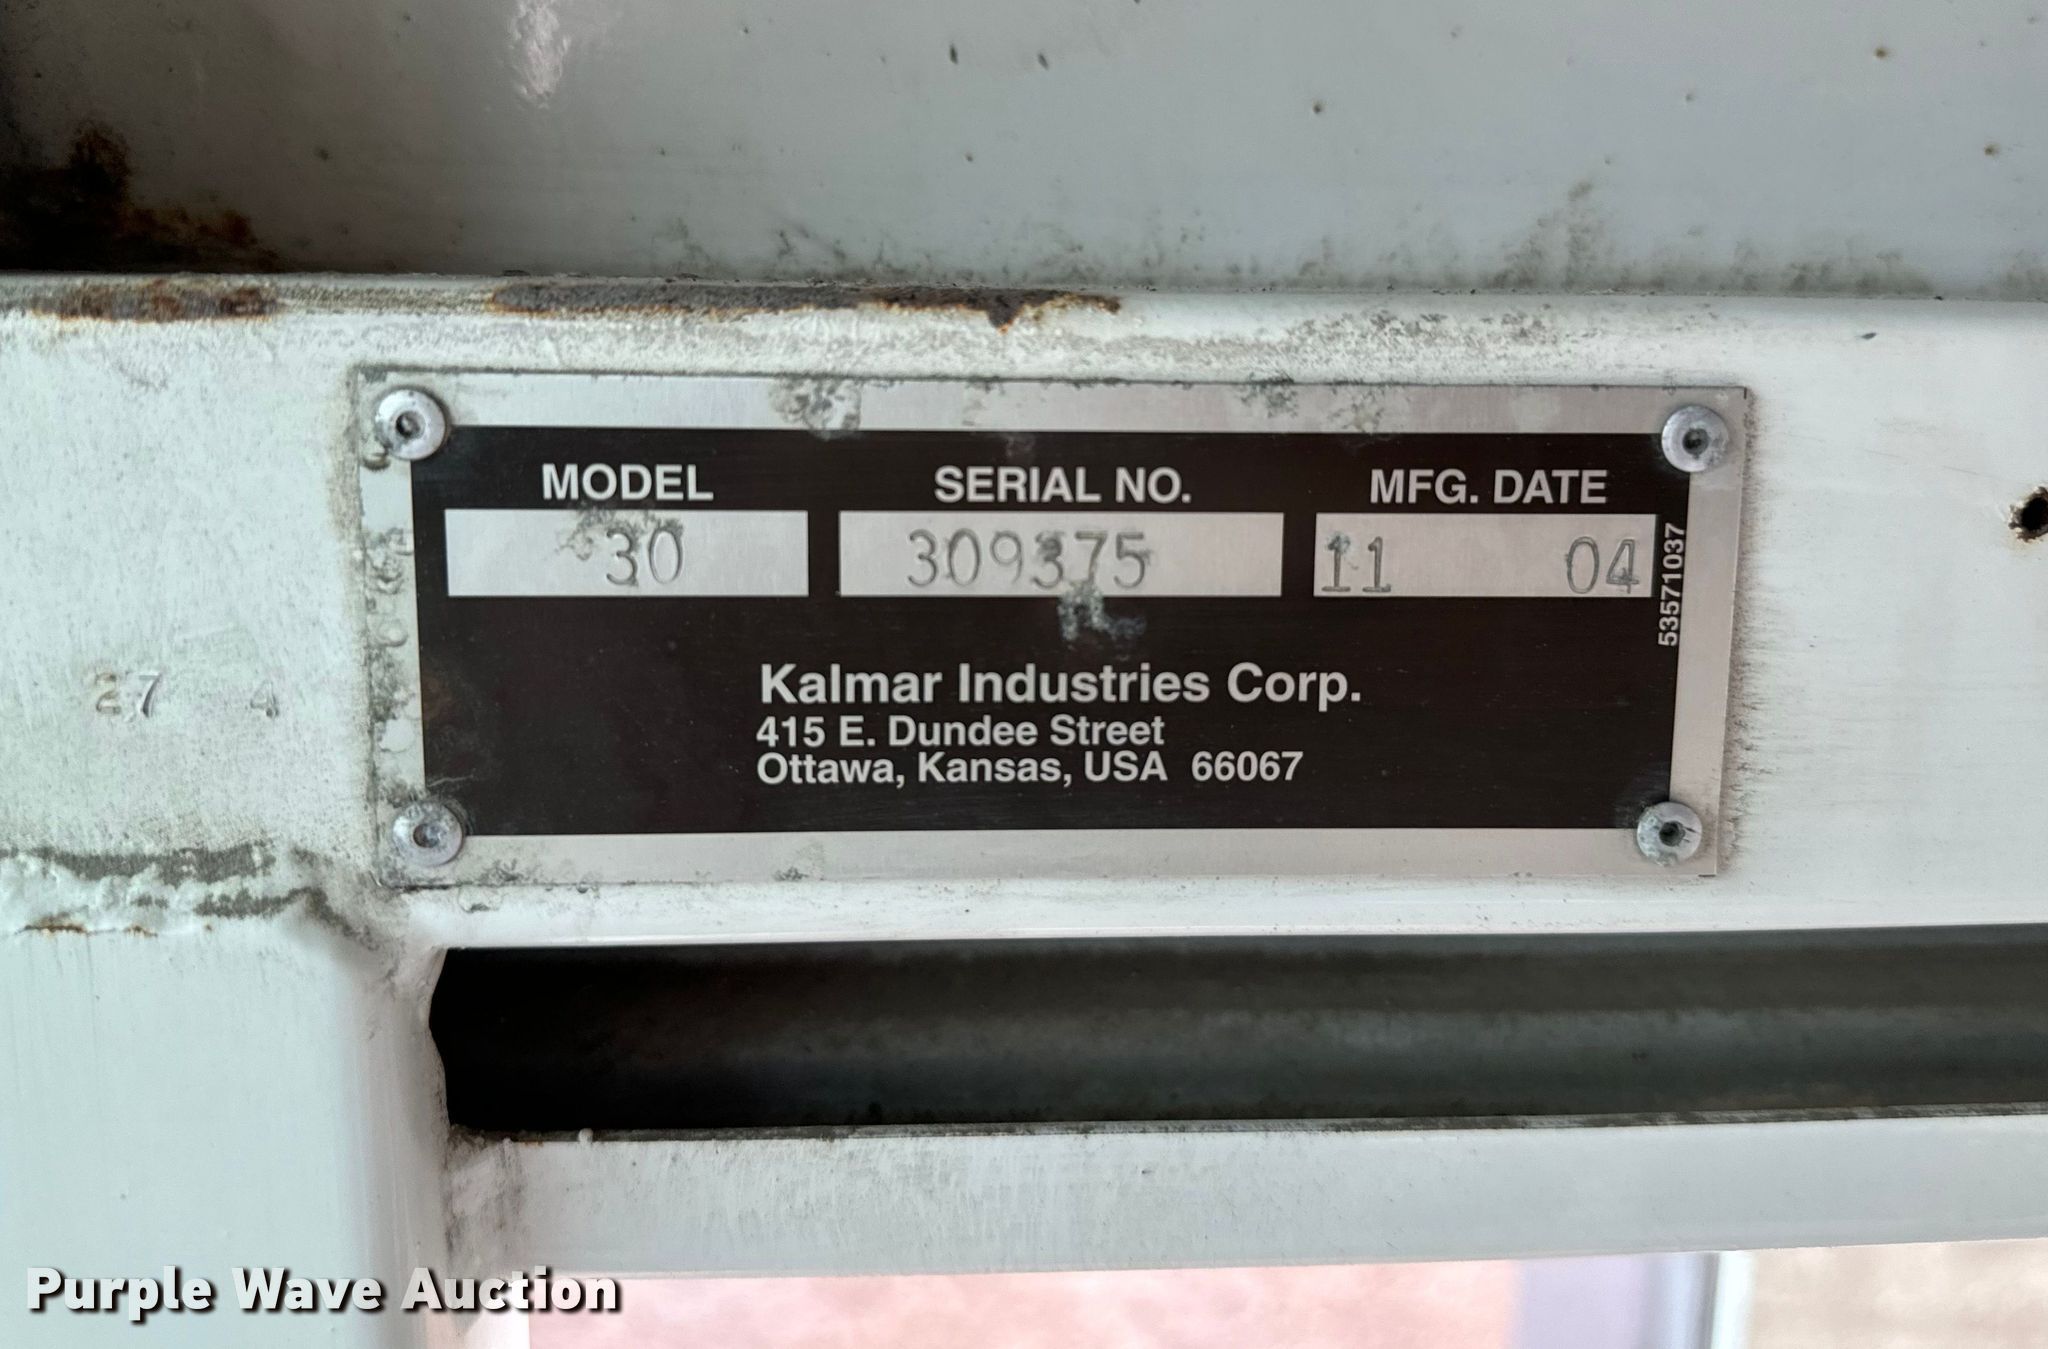 MODEL SERIAL NO. MFG. DATE
30 309375 11 04
53571037
Kalmar Industries Corp.
415 E. Dundee Street
Ottawa, Kansas, USA 66067
27 4
Purple Wave Auction